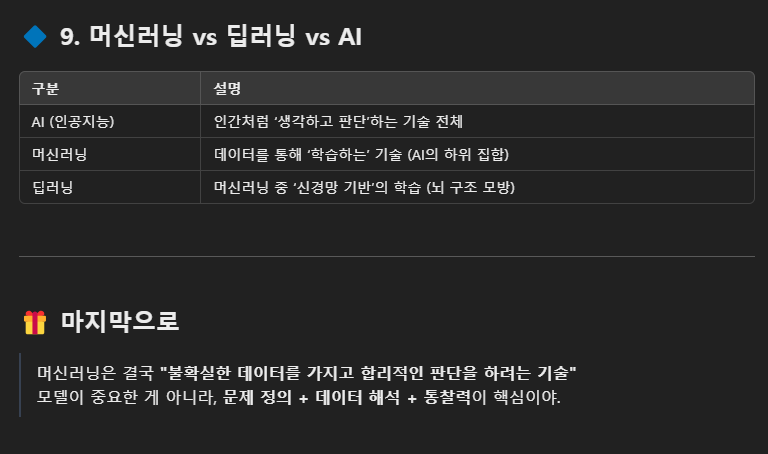 9. 머신러닝 vs 딥러닝 vs AI
구분 설명
AI (인공지능) 인간처럼 ‘생각하고 판단’하는 기술 전체
머신러닝 데이터를 통해 ‘학습하는’ 기술 (AI의 하위 집합)
딥러닝 머신러닝 중 ‘신경망 기반’의 학습 (뇌 구조 모방)
마지막으로
머신러닝은 결국 "불확실한 데이터를 가지고 합리적인 판단을 하려는 기술"
모델이 중요한 게 아니라, 문제 정의 + 데이터 해석 + 통찰력이 핵심이야.